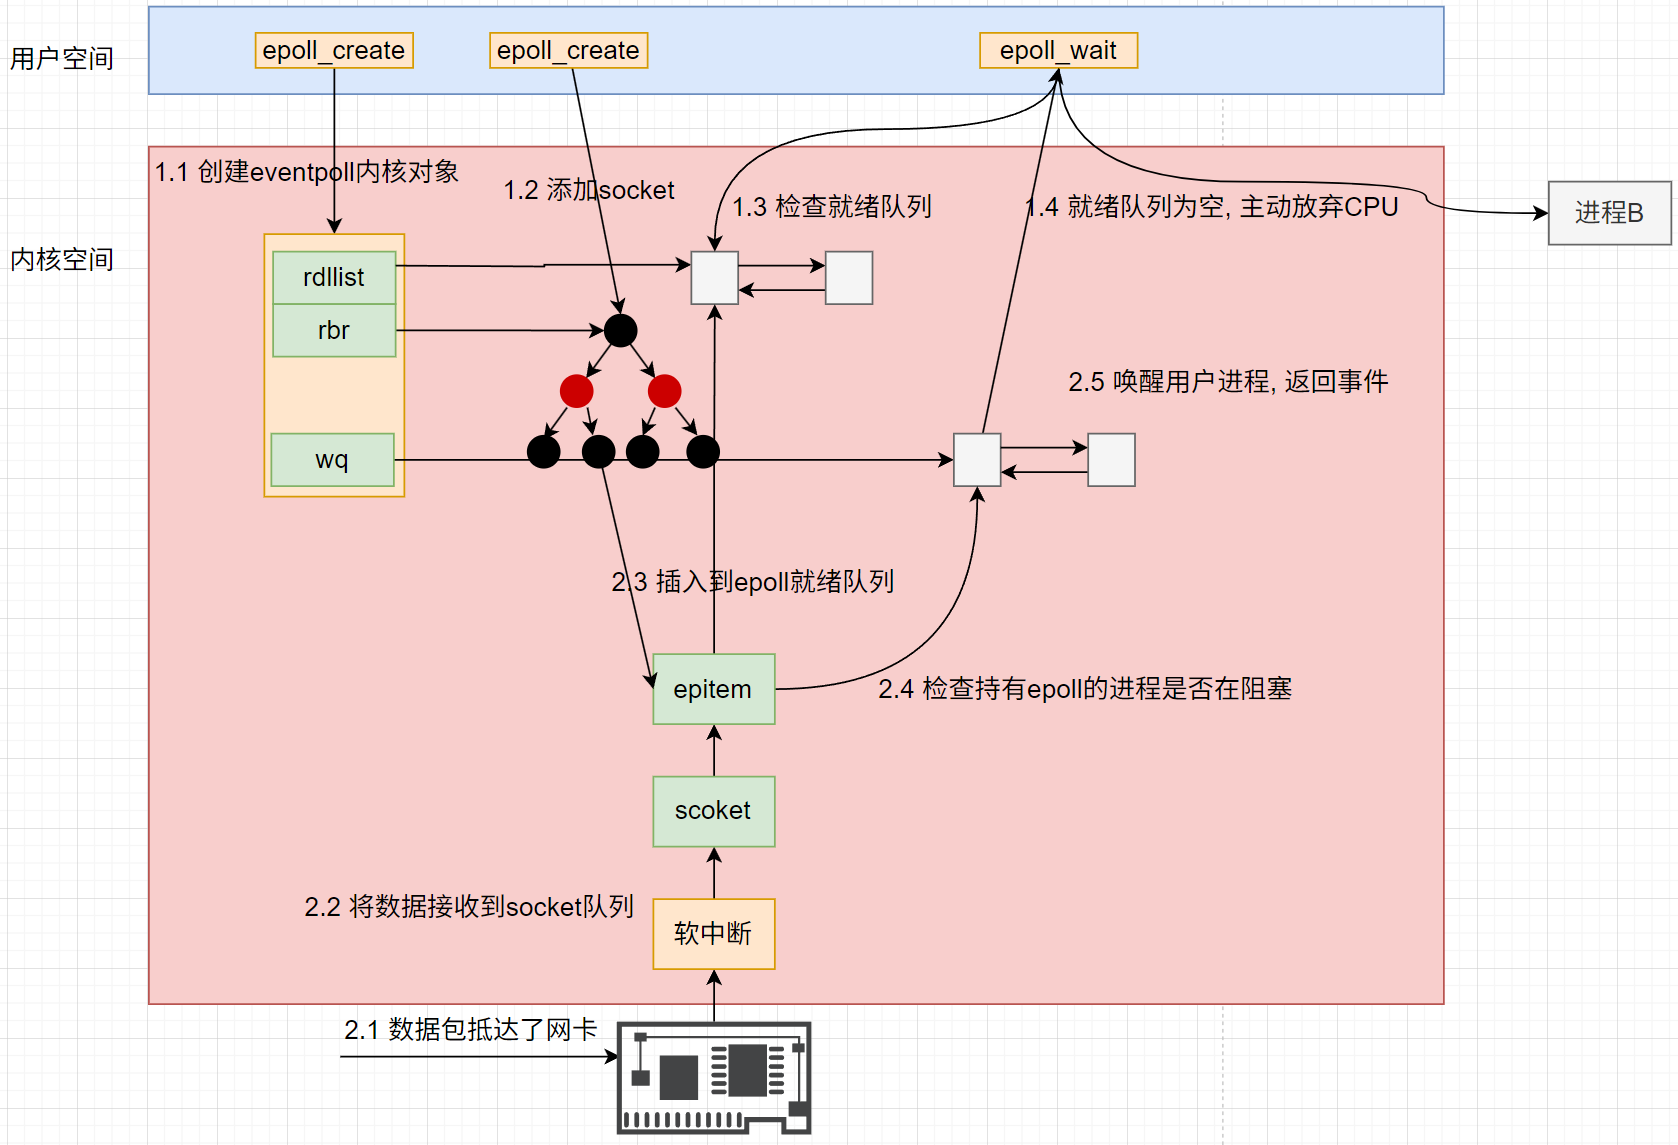 用户空间
epoll_create
epoll_create
epoll_wait
1.1 创建eventpoll内核对象
1.2 添加socket
1.3 检查就绪队列
1.4 就绪队列为空, 主动放弃CPU
进程B
内核空间
rdllist
rbr
2.5 唤醒用户进程, 返回事件
wq
2.3 插入到epoll就绪队列
epitem
2.4 检查持有epoll的进程是否在阻塞
scoket
2.2 将数据接收到socket队列
软中断
2.1 数据包抵达了网卡